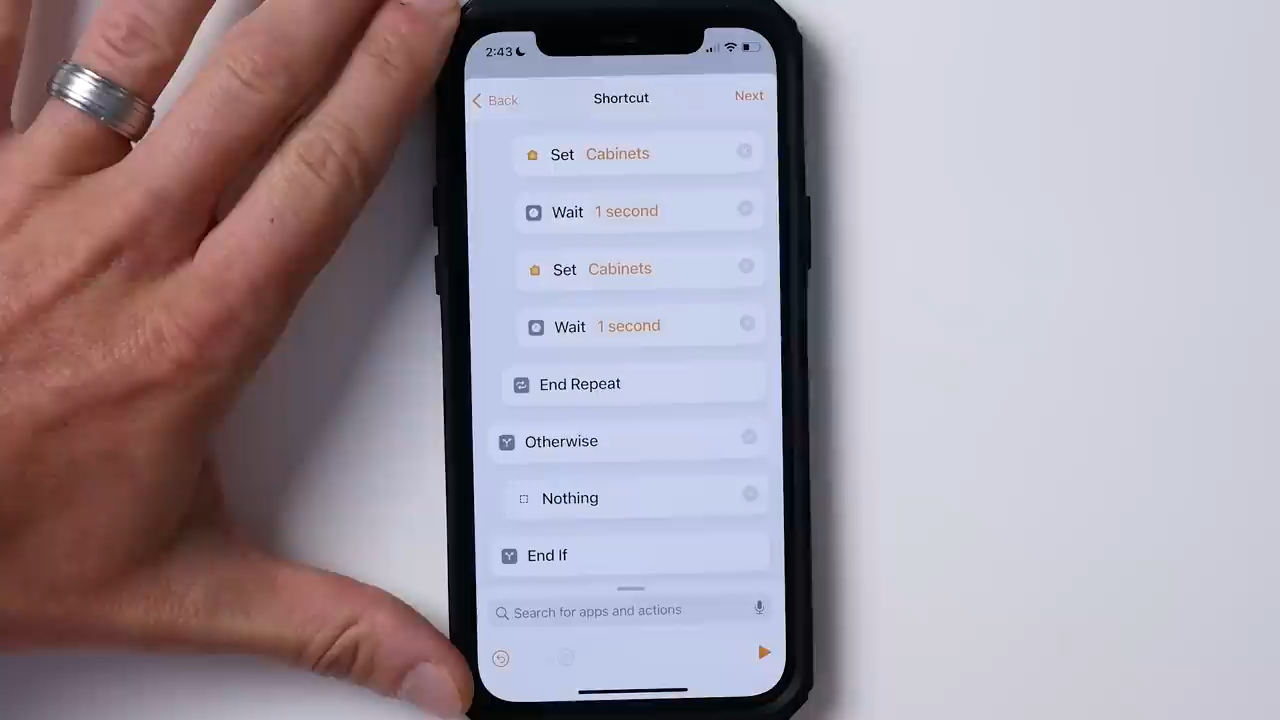 2:43
Back Shortcut Next
Set Cabinets
Wait 1 second
Set Cabinets
Wait 1 second
End Repeat
Otherwise
Nothing
End If
Search for apps and actions